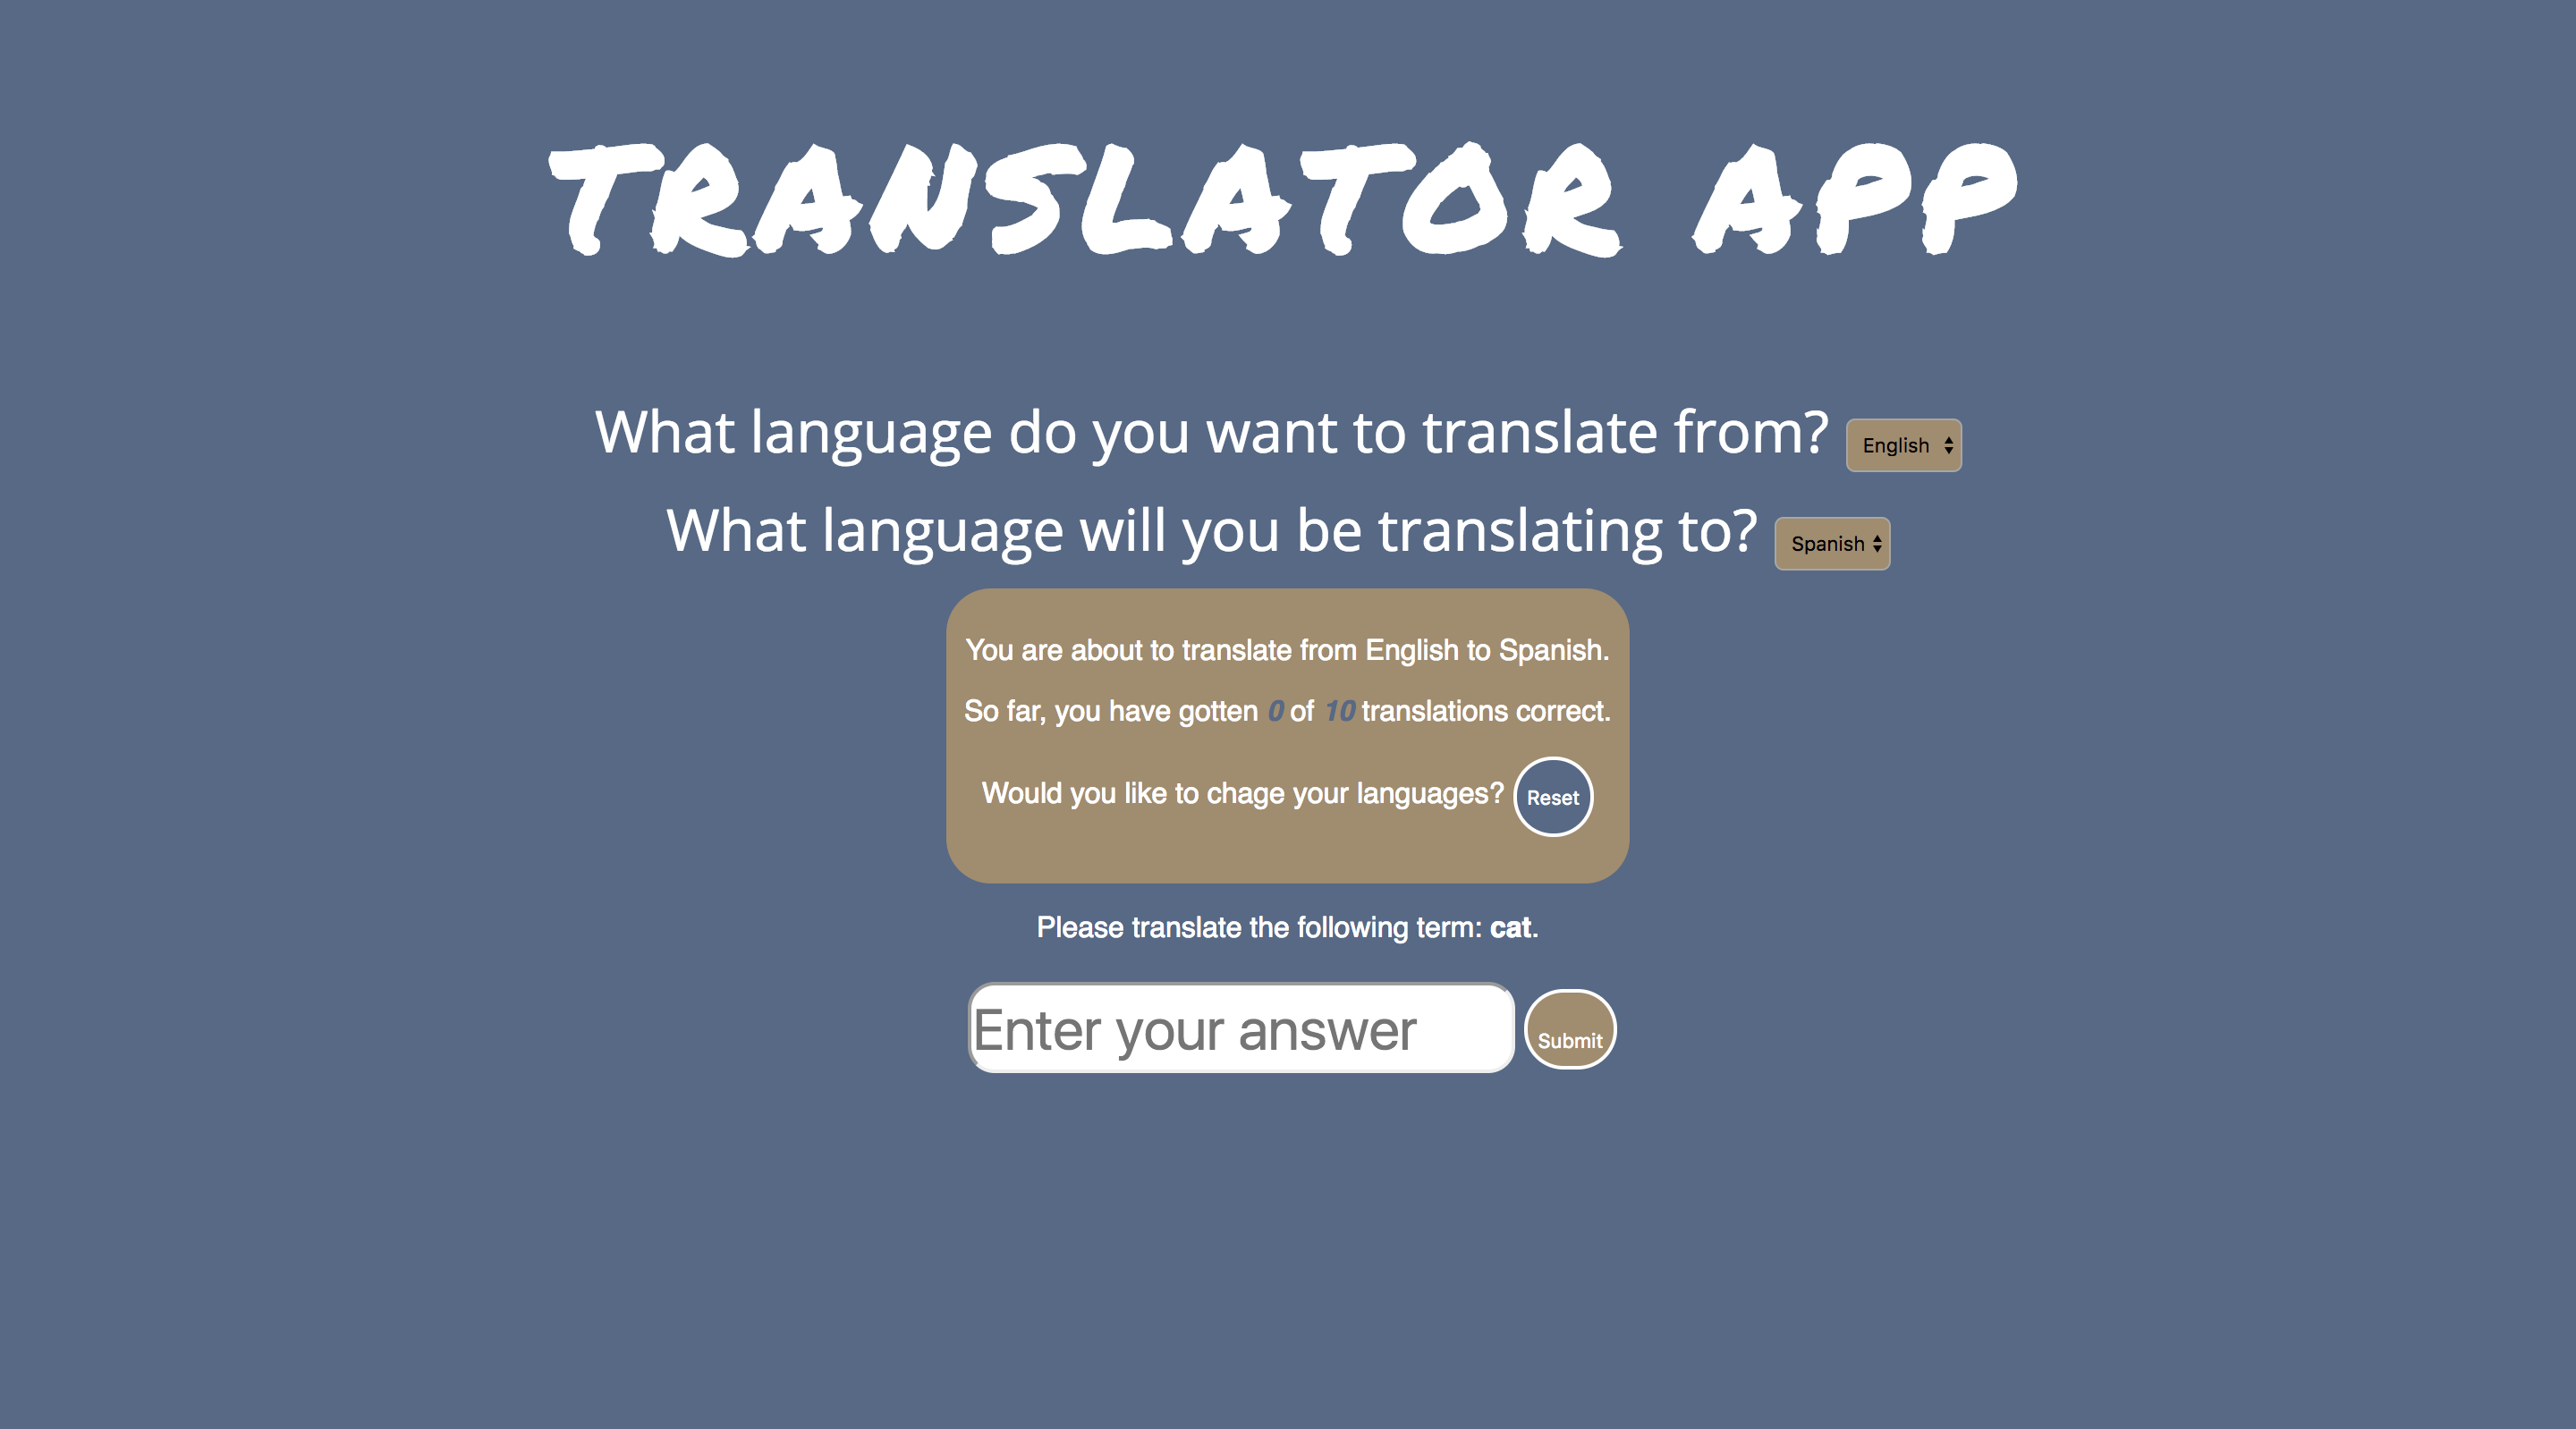 TRANSLATOR APP
What language do you want to translate from? English
What language will you be translating to? Spanish
You are about to translate from English to Spanish.
So far, you have gotten 0 of 10 translations correct.
Would you like to chage your languages? Reset
Please translate the following term: cat.
Enter your answer Submit